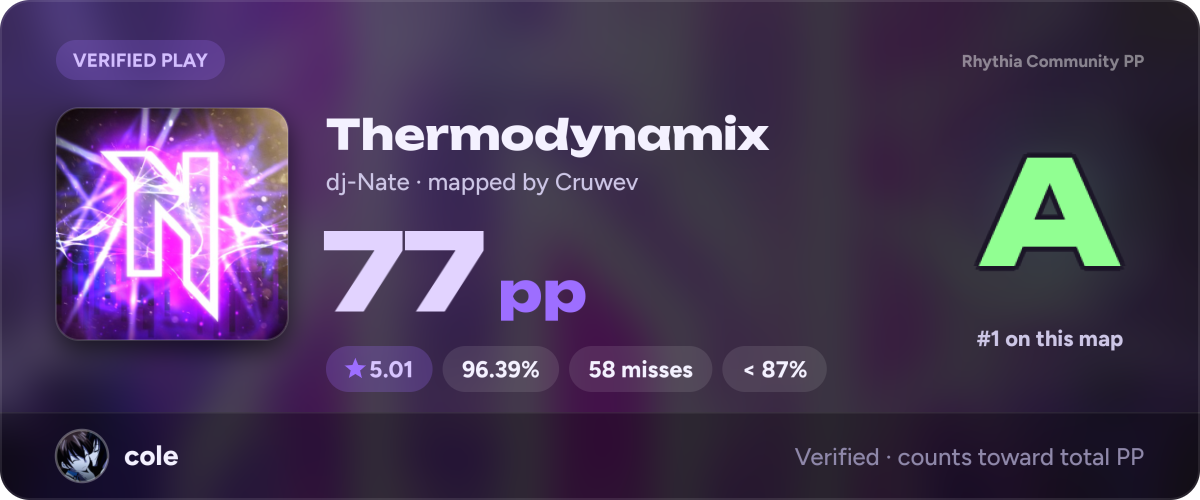 VERIFIED PLAY
Rhythia Community PP
Thermodynamix
dj-Nate · mapped by Cruwev
77 pp
A
#1 on this map
★ 5.01
96.39%
58 misses
< 87%
cole
Verified · counts toward total PP